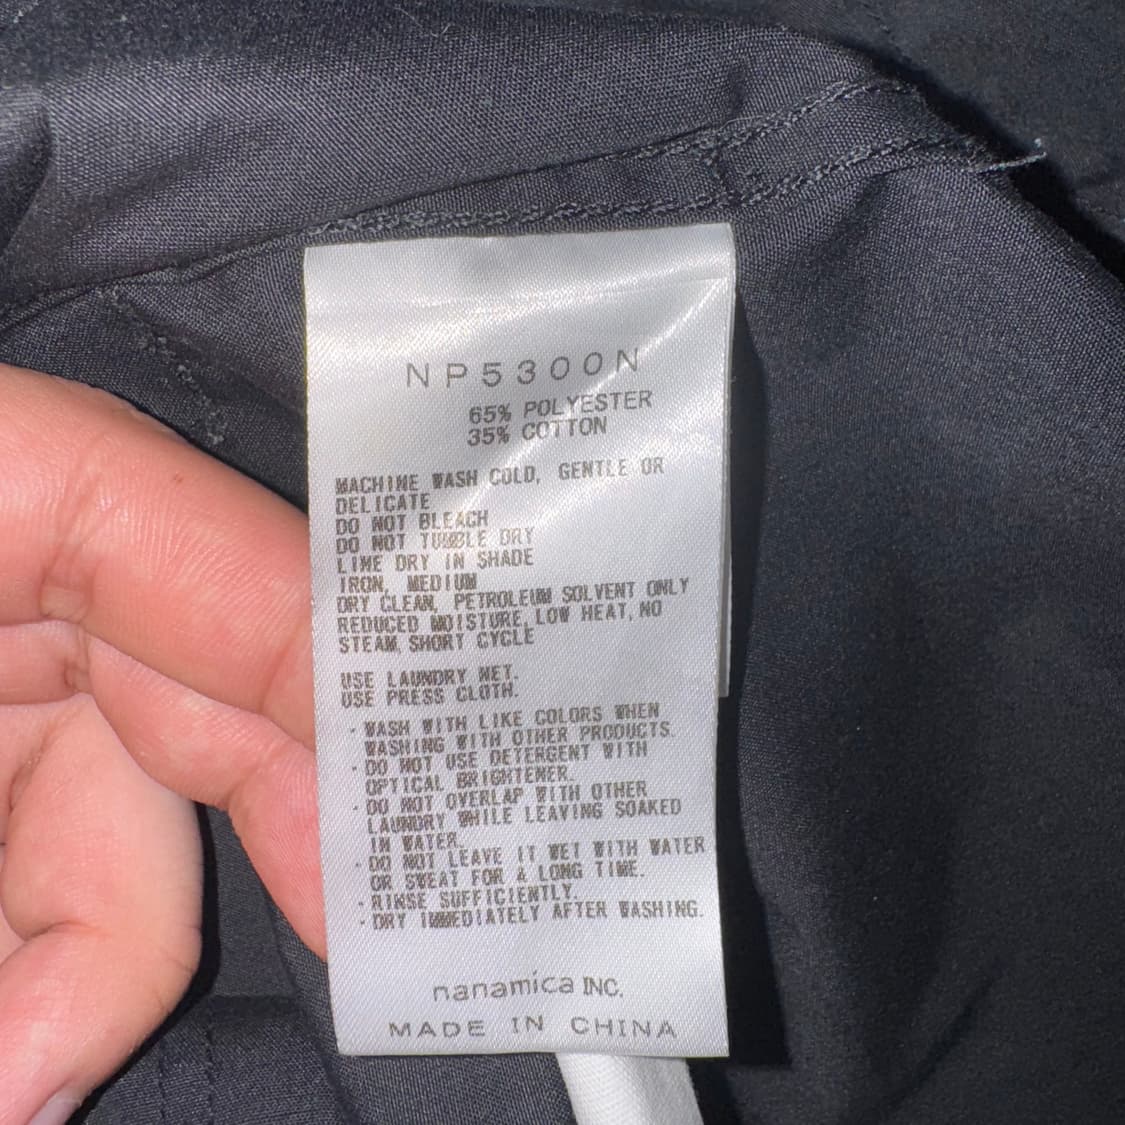 NP5300N
65% POLYESTER
35% COTTON
MACHINE WASH COLD, GENTLE OR
DELICATE
DO NOT BLEACH
DO NOT TUMBLE DRY
LINE DRY IN SHADE
IRON, MEDIUM
DRY CLEAN, PETROLEUM SOLVENT ONLY
REDUCED MOISTURE, LOW HEAT, NO
STEAM, SHORT CYCLE
USE LAUNDRY NET.
USE PRESS CLOTH.
· WASH WITH LIKE COLORS WHEN
WASHING WITH OTHER PRODUCTS.
· DO NOT USE DETERGENT WITH
OPTICAL BRIGHTENER.
· DO NOT OVERLAP WITH OTHER
LAUNDRY WHILE LEAVING SOAKED
IN WATER.
· DO NOT LEAVE IT WET WITH WATER
OR SWEAT FOR A LONG TIME.
· RINSE SUFFICIENTLY.
· DRY IMMEDIATELY AFTER WASHING.
nanamica INC.
MADE IN CHINA